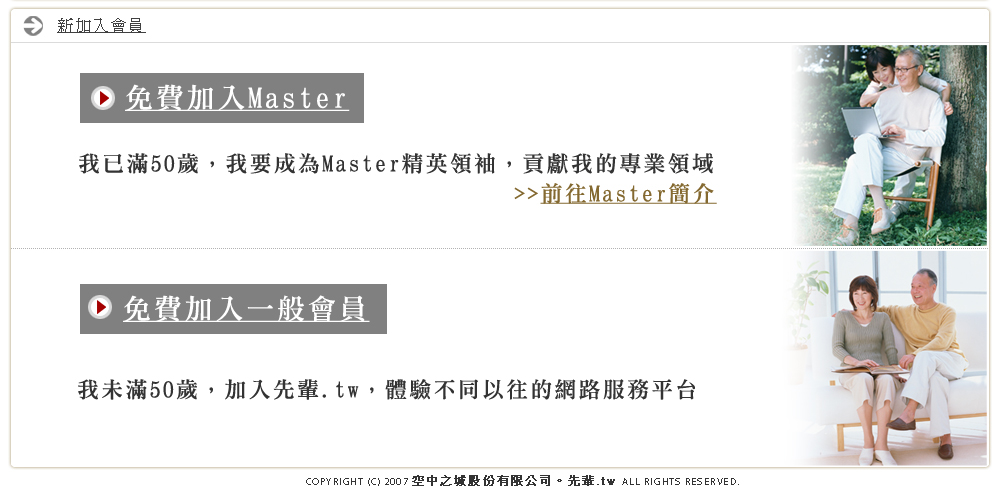 新加入會員
免費加入Master
我已滿50歲，我要成為Master精英領袖，貢獻我的專業領域
>>前往Master簡介
免費加入一般會員
我未滿50歲，加入先輩.tw，體驗不同以往的網路服務平台
COPYRIGHT (C) 2007 空中之城股份有限公司。先輩.tw ALL RIGHTS RESERVED.